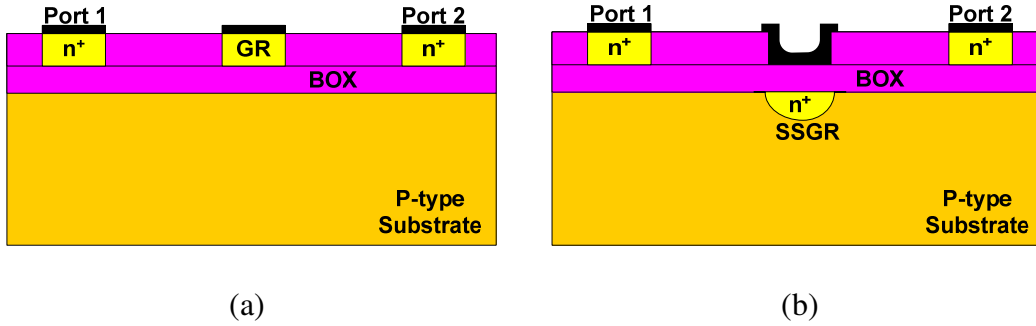 Port 1
Port 2
n+
GR
n+
BOX
P-type
Substrate
(a)
Port 1
Port 2
n+
n+
BOX
n+
SSGR
P-type
Substrate
(b)